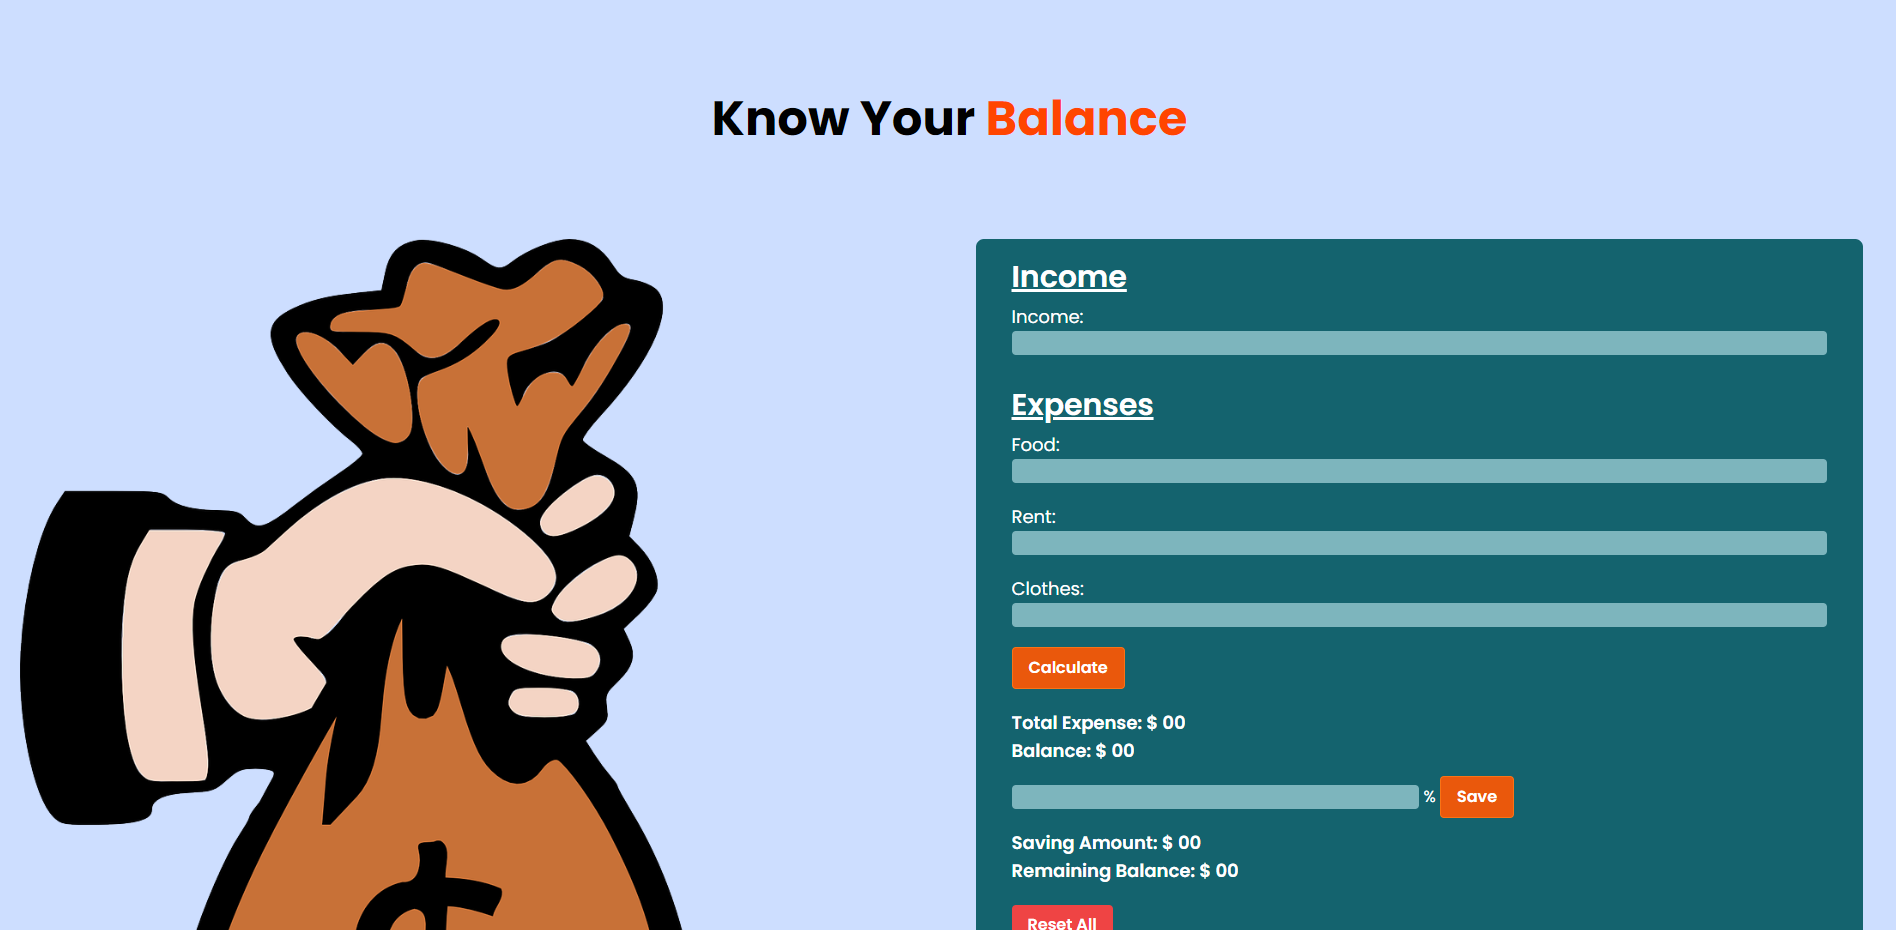 Know Your Balance
Income
Income:
Expenses
Food:
Rent:
Clothes:
Calculate
Total Expense: $ 00
Balance: $ 00
% Save
Saving Amount: $ 00
Remaining Balance: $ 00
Reset All